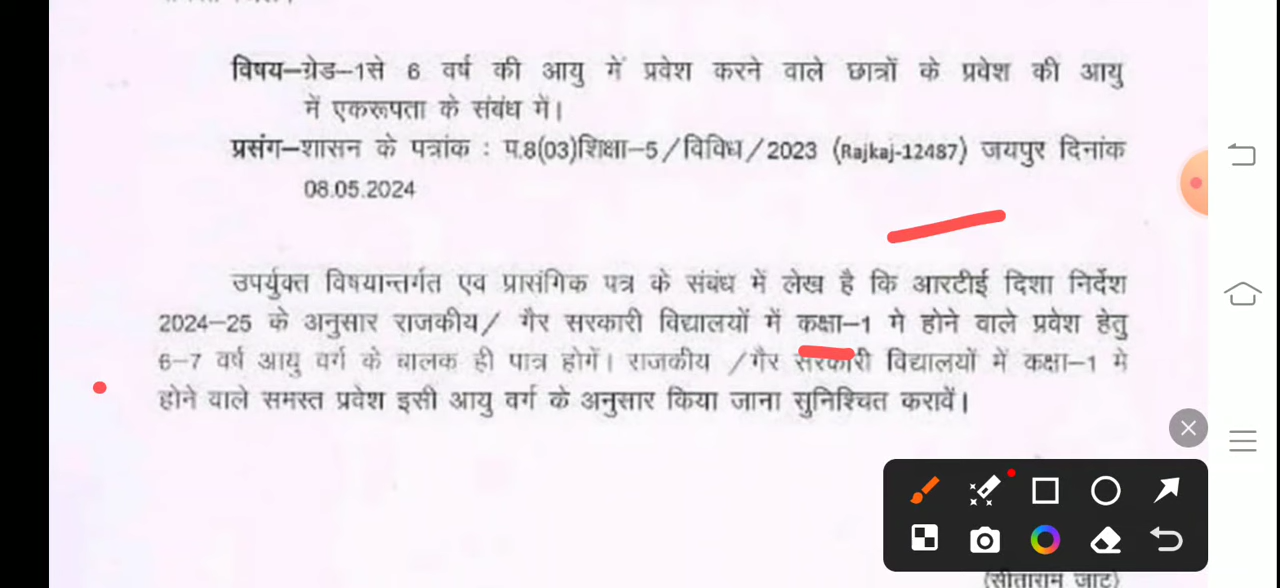 विषय–ग्रेड–1से 6 वर्ष की आयु में प्रवेश करने वाले छात्रों के प्रवेश की आयु
में एकरूपता के संबंध में।
प्रसंग–शासन के पत्रांक : प.8(03)शिक्षा–5/विविध/2023 (Rajkaj-12487) जयपुर दिनांक
08.05.2024
उपर्युक्त विषयान्तर्गत एव प्रासंगिक पत्र के संबंध में लेख है कि आरटीई दिशा निर्देश
2024–25 के अनुसार राजकीय/ गैर सरकारी विद्यालयों में कक्षा–1 मे होने वाले प्रवेश हेतु
6–7 वर्ष आयु वर्ग के बालक ही पात्र होगें। राजकीय /गैर सरकारी विद्यालयों में कक्षा–1 मे
होने वाले समस्त प्रवेश इसी आयु वर्ग के अनुसार किया जाना सुनिश्चित करावें।
(सीताराम जाट)